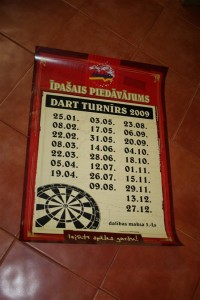 ĪPAŠAIS PIEDĀVĀJUMS
DART TURNĪRS 2009
25.01. 03.05. 23.08.
08.02. 17.05. 06.09.
22.02. 31.05. 20.09.
08.03. 14.06. 04.10.
22.03. 28.06. 18.10.
05.04. 12.07. 01.11.
19.04. 26.07. 15.11.
09.08. 29.11.
13.12.
27.12.
dalības maksa 1.-Ls